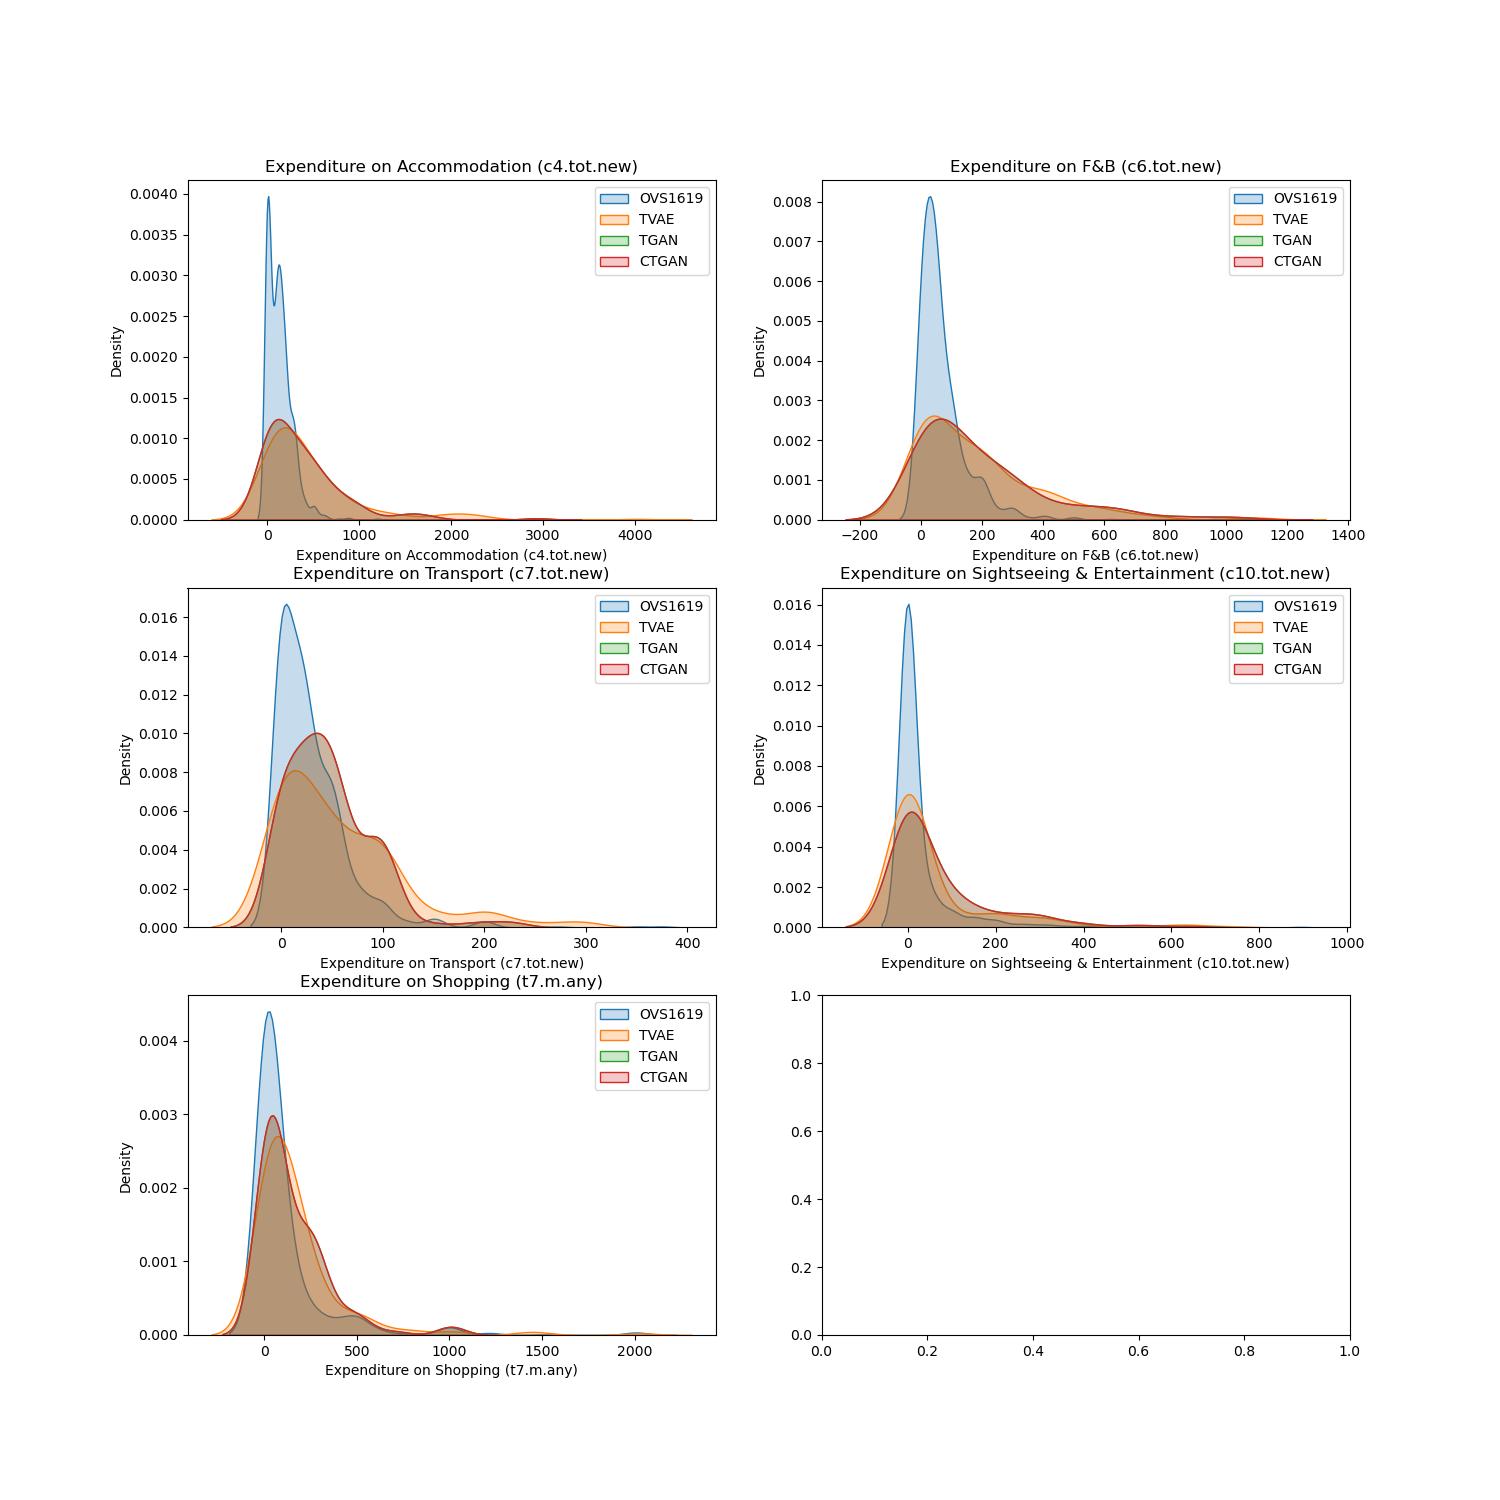 Expenditure on Accommodation (c4.tot.new)
0.0040
0.0035
0.0030
0.0025
0.0020
0.0015
0.0010
0.0005
0.0000
Density
OVS1619
TVAE
TGAN
CTGAN
0 1000 2000 3000 4000
Expenditure on Accommodation (c4.tot.new)
Expenditure on F&B (c6.tot.new)
0.008
0.007
0.006
0.005
0.004
0.003
0.002
0.001
0.000
Density
OVS1619
TVAE
TGAN
CTGAN
−200 0 200 400 600 800 1000 1200 1400
Expenditure on F&B (c6.tot.new)
Expenditure on Transport (c7.tot.new)
0.016
0.014
0.012
0.010
0.008
0.006
0.004
0.002
0.000
Density
OVS1619
TVAE
TGAN
CTGAN
0 100 200 300 400
Expenditure on Transport (c7.tot.new)
Expenditure on Sightseeing & Entertainment (c10.tot.new)
0.016
0.014
0.012
0.010
0.008
0.006
0.004
0.002
0.000
Density
OVS1619
TVAE
TGAN
CTGAN
0 200 400 600 800 1000
Expenditure on Sightseeing & Entertainment (c10.tot.new)
Expenditure on Shopping (t7.m.any)
0.004
0.003
0.002
0.001
0.000
Density
OVS1619
TVAE
TGAN
CTGAN
0 500 1000 1500 2000
Expenditure on Shopping (t7.m.any)
1.0
0.8
0.6
0.4
0.2
0.0
0.0 0.2 0.4 0.6 0.8 1.0